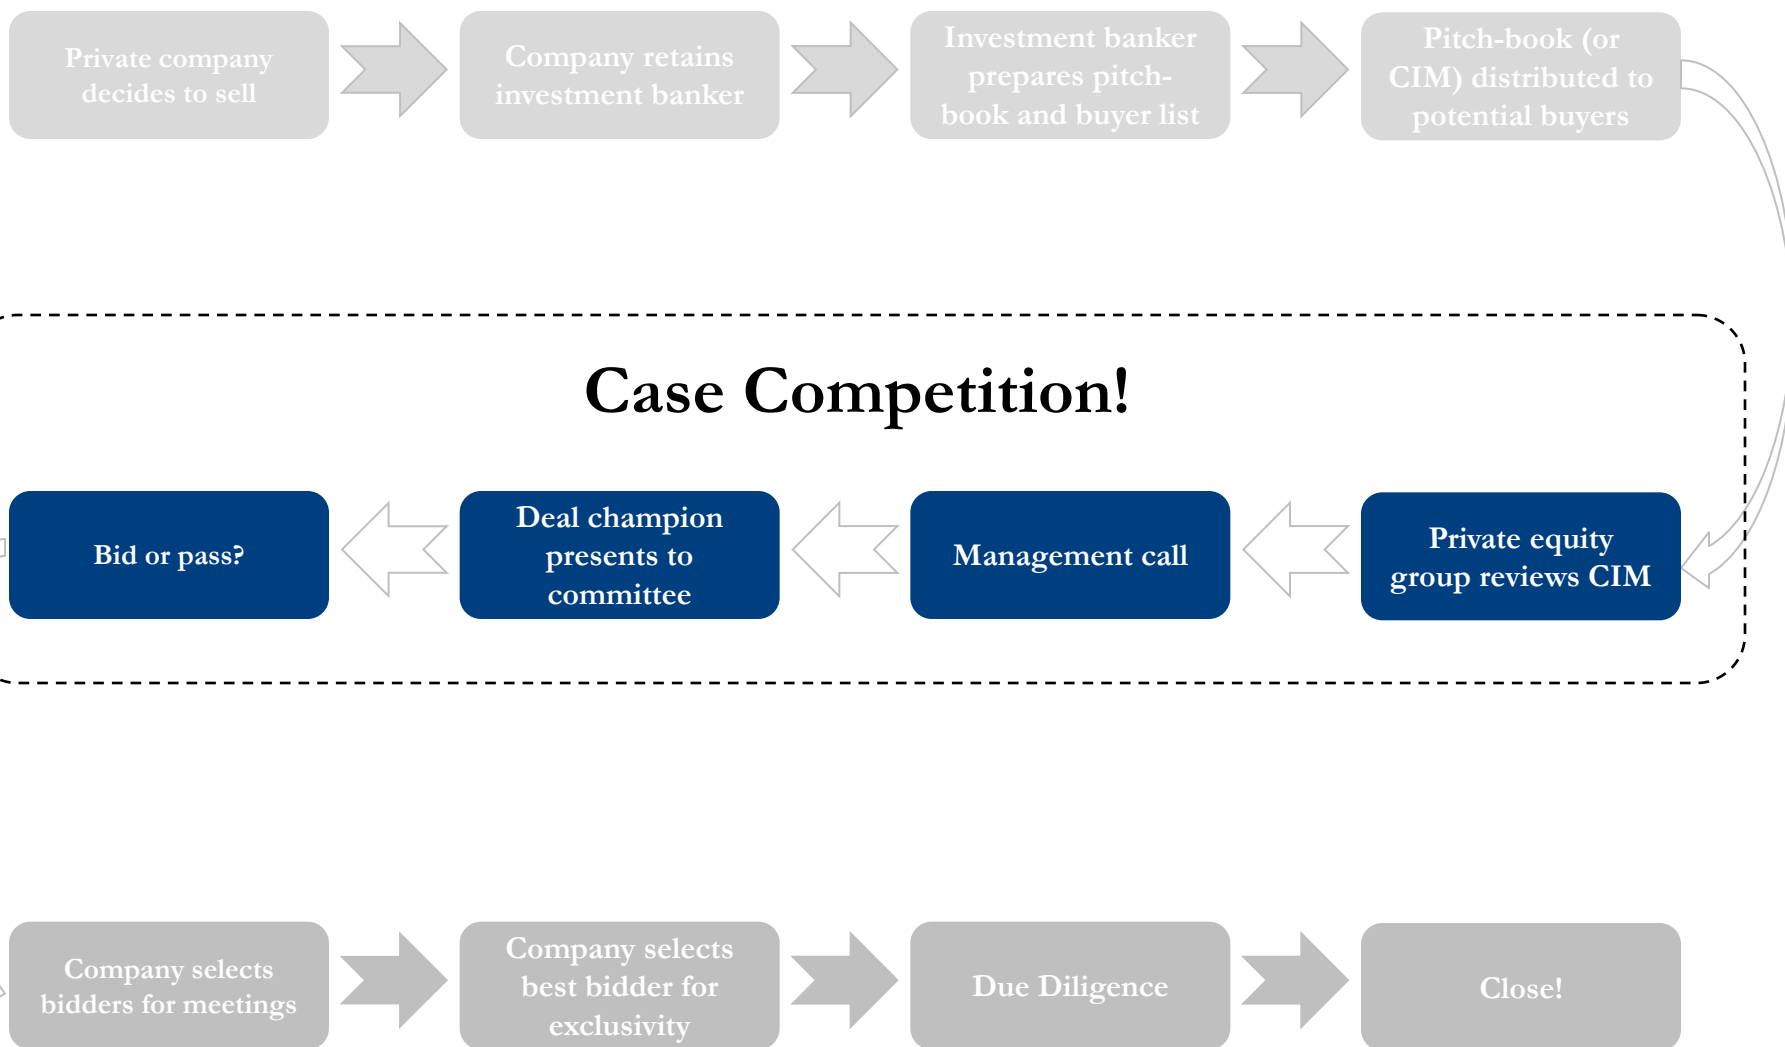 Private company
decides to sell
Company retains
investment banker
Investment banker
prepares pitch-
book and buyer list
Pitch-book (or
CIM) distributed to
potential buyers
Case Competition!
Bid or pass?
Deal champion
presents to
committee
Management call
Private equity
group reviews CIM
Company selects
bidders for meetings
Company selects
best bidder for
exclusivity
Due Diligence
Close!